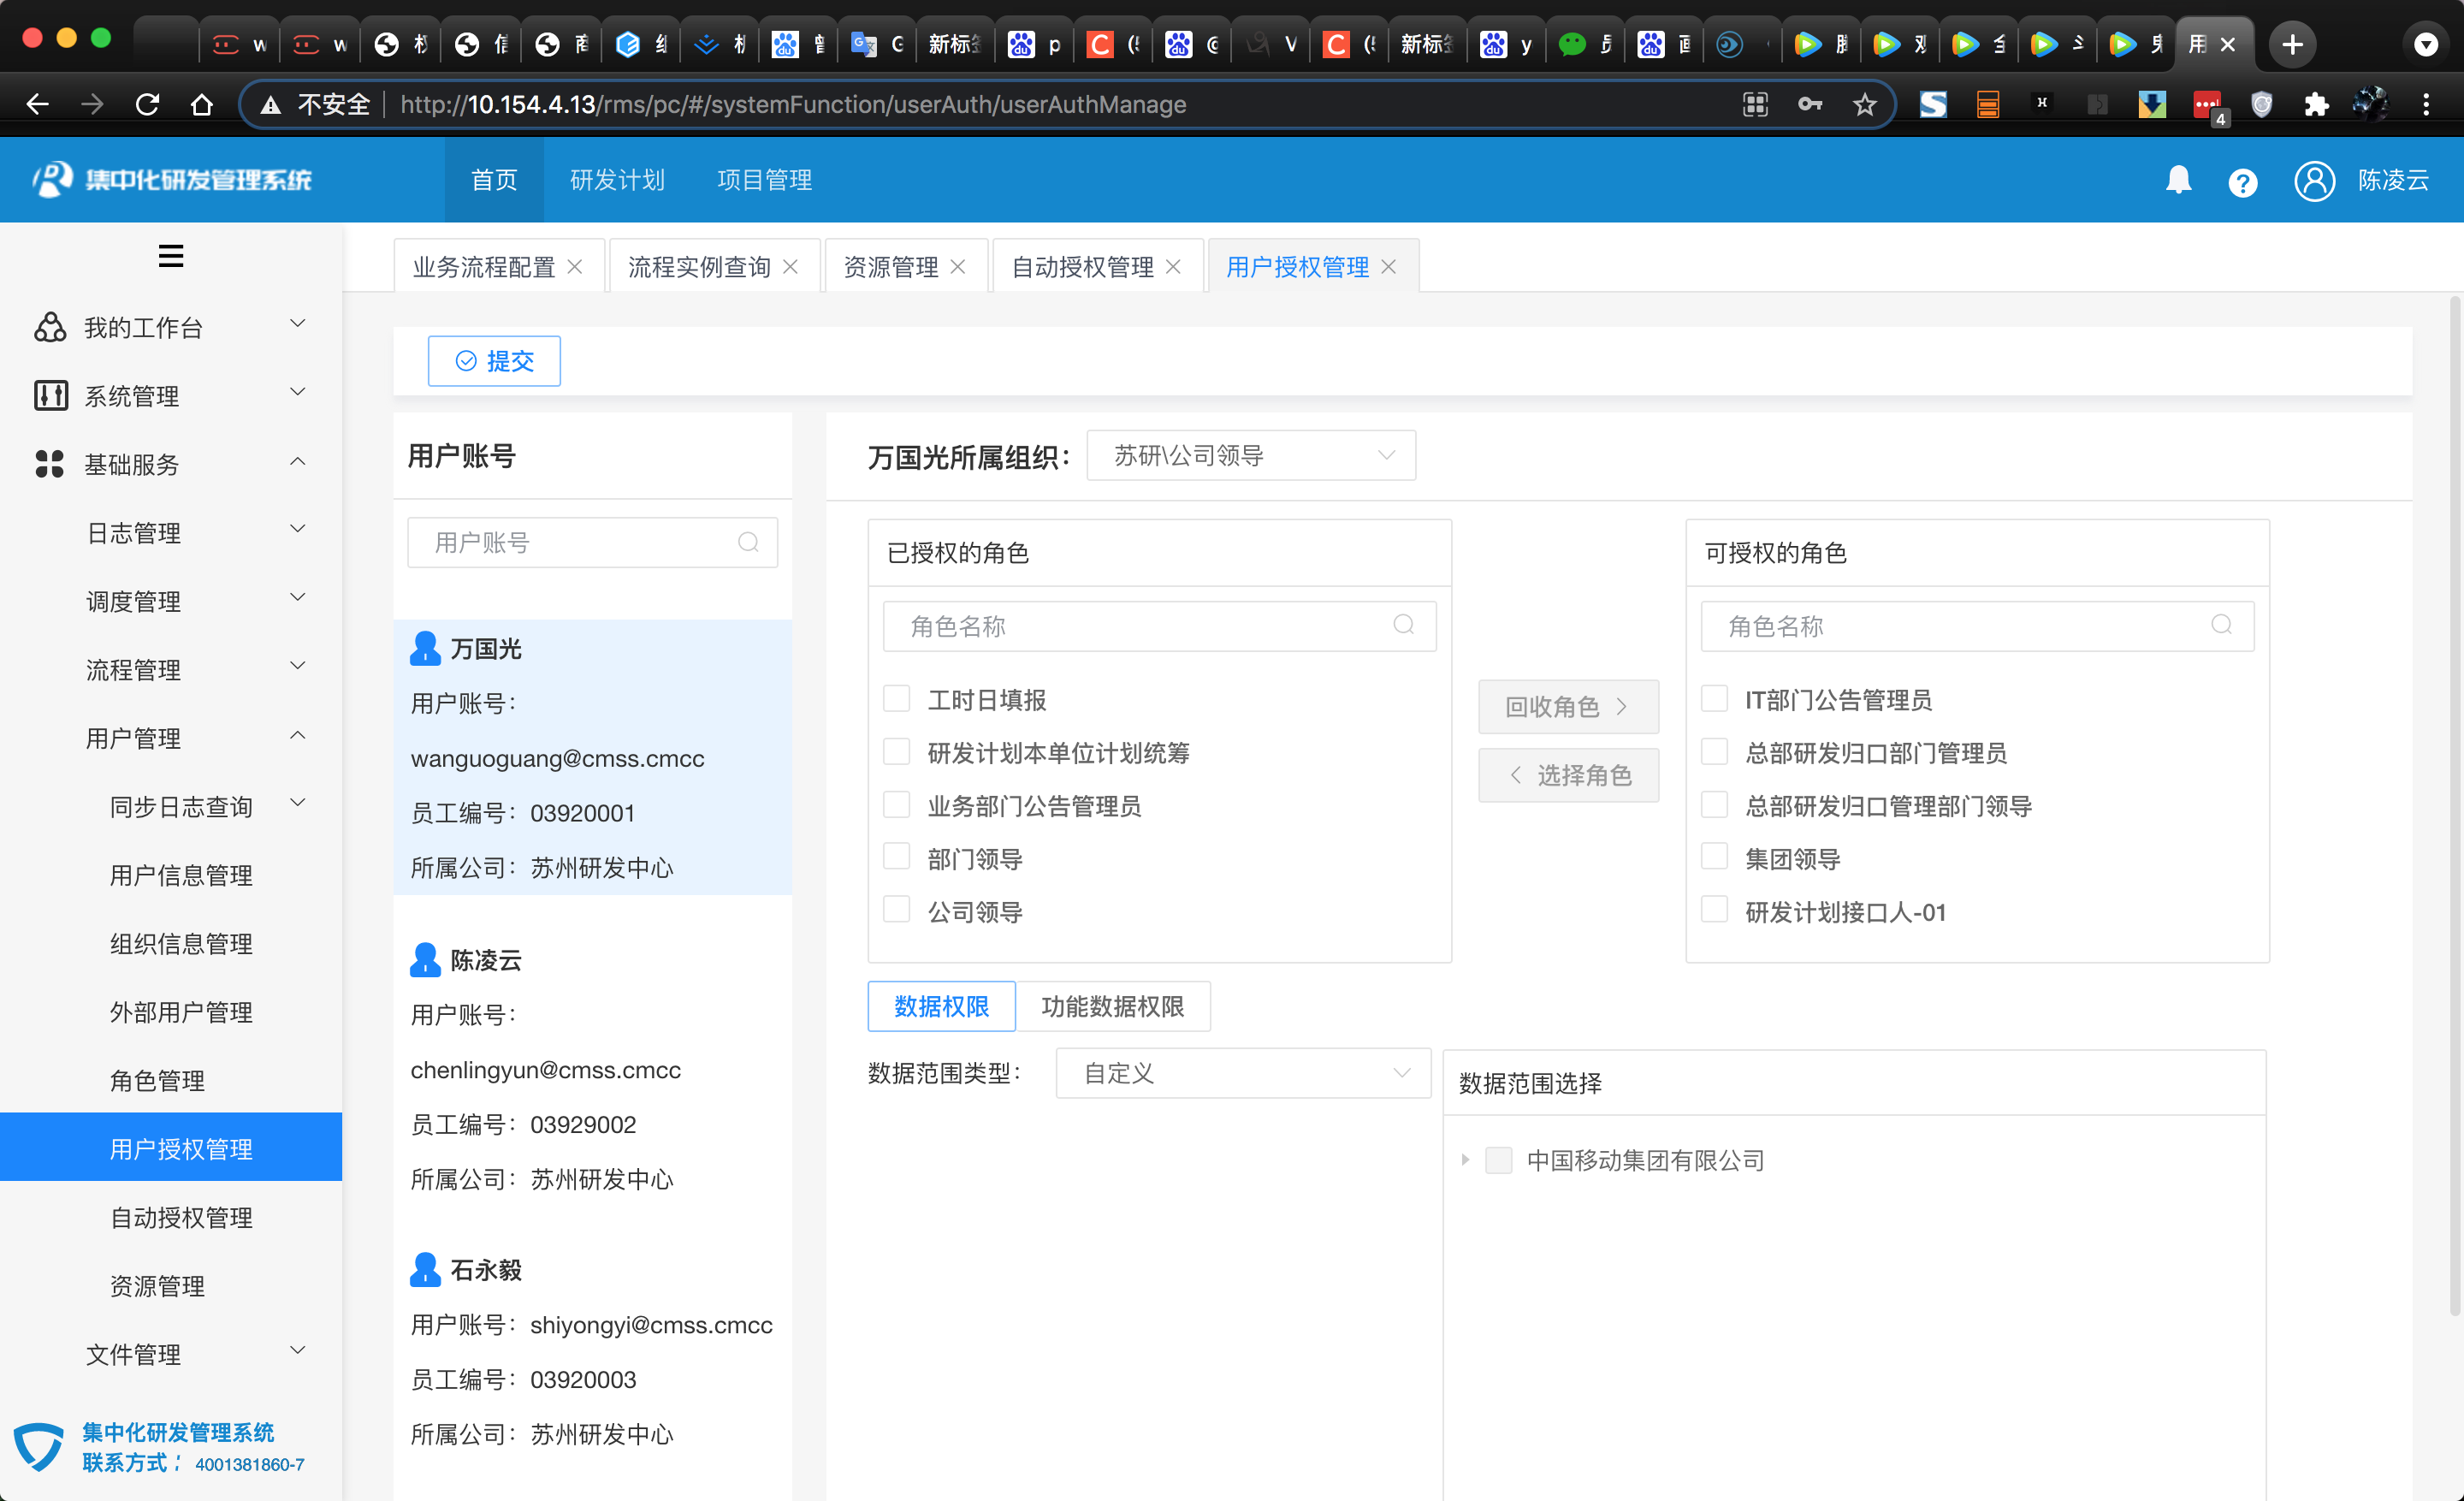 新标签
新标签
不安全
http://10.154.4.13/rms/pc/#/systemFunction/userAuth/userAuthManage
4
集中化研发管理系统
首页
研发计划
项目管理
陈凌云
业务流程配置
流程实例查询
资源管理
自动授权管理
用户授权管理
我的工作台
系统管理
基础服务
日志管理
调度管理
流程管理
用户管理
同步日志查询
用户信息管理
组织信息管理
外部用户管理
角色管理
用户授权管理
自动授权管理
资源管理
文件管理
集中化研发管理系统
联系方式： 4001381860-7
提交
用户账号
用户账号
万国光
用户账号：
wanguoguang@cmss.cmcc
员工编号：03920001
所属公司：苏州研发中心
陈凌云
用户账号：
chenlingyun@cmss.cmcc
员工编号：03929002
所属公司：苏州研发中心
石永毅
用户账号：shiyongyi@cmss.cmcc
员工编号：03920003
所属公司：苏州研发中心
万国光所属组织：
苏研\公司领导
已授权的角色
角色名称
工时日填报
研发计划本单位计划统筹
业务部门公告管理员
部门领导
公司领导
回收角色
选择角色
可授权的角色
角色名称
IT部门公告管理员
总部研发归口部门管理员
总部研发归口管理部门领导
集团领导
研发计划接口人-01
数据权限
功能数据权限
数据范围类型：
自定义
数据范围选择
中国移动集团有限公司